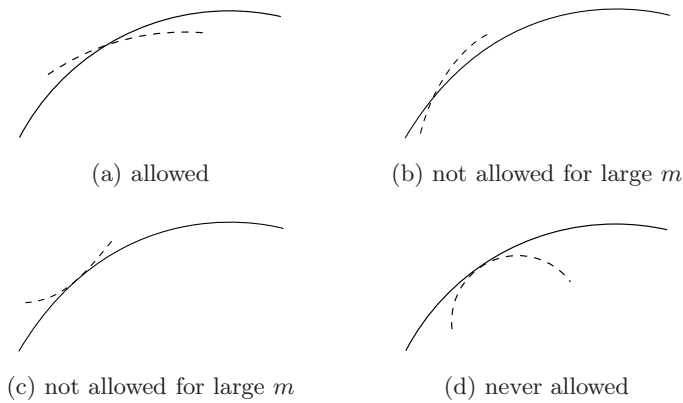 (a) allowed
(b) not allowed for large m
(c) not allowed for large m
(d) never allowed